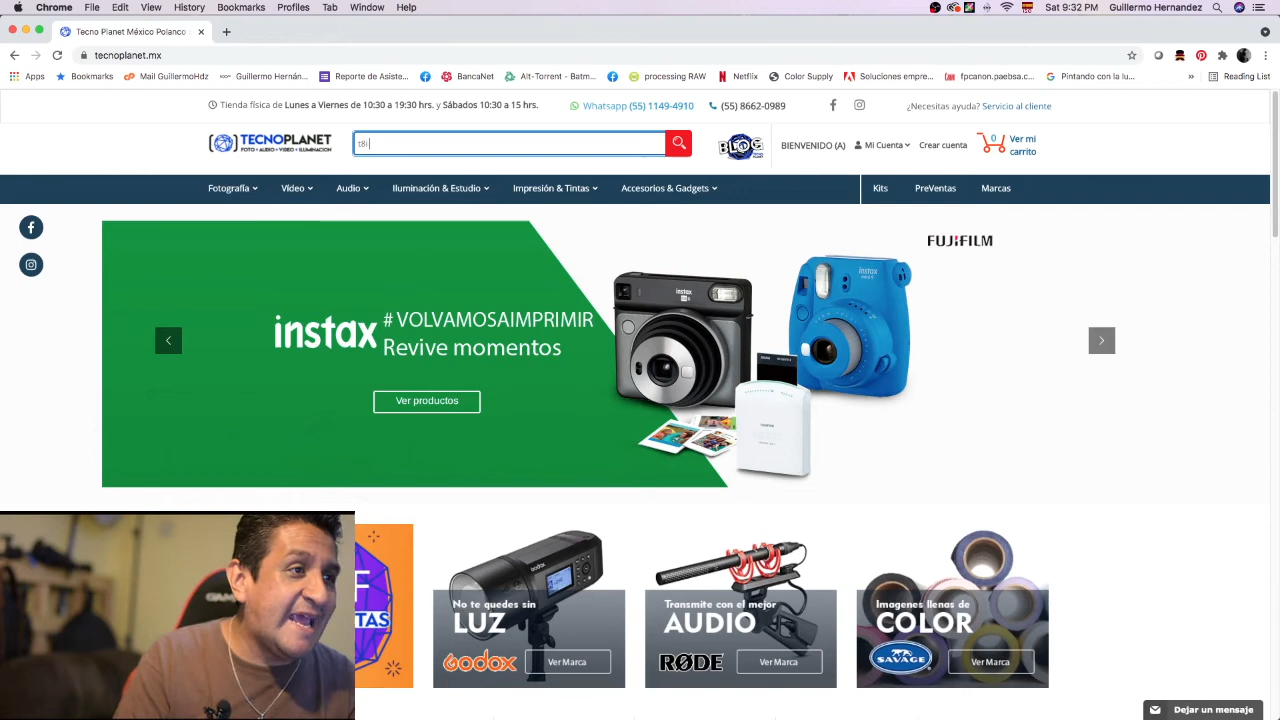 Chrome File Edit View History Bookmarks Profiles Tab Window Help
Sat 9:32 PM Guillermo Hernandez
Tecno Planet México Polanco
tecnoplanet.mx
Apps Bookmarks Mail GuillermoHdz Guillermo Hernán... Reporte de Asiste... BancaNet Alt-Torrent - Batm... processing RAW Netflix Color Supply Soluciones empre... fpcanon.paebsa.c... Pintando con la lu... » Reading List
Tienda física de Lunes a Viernes de 10:30 a 19:30 hrs. y Sábados 10:30 a 15 hrs.
Whatsapp (55) 1149-4910
(55) 8662-0989
¿Necesitas ayuda? Servicio al cliente
TECNOPLANET
FOTO • AUDIO • VIDEO • ILUMINACION
t8i
BLOG
BIENVENIDO (A)
Mi Cuenta
Crear cuenta
0
Ver mi
carrito
Fotografía Vídeo Audio Iluminación & Estudio Impresión & Tintas Accesorios & Gadgets
Kits PreVentas Marcas
FUJIFILM
instax
instax
instax
# VOLVAMOSAIMPRIMIR
Revive momentos
Ver productos
F
TAS
No te quedes sin
LUZ
Godox
Ver Marca
Transmite con el mejor
AUDIO
RØDE
Ver Marca
Imagenes llenas de
COLOR
SAVAGE
Ver Marca
Dejar un mensaje